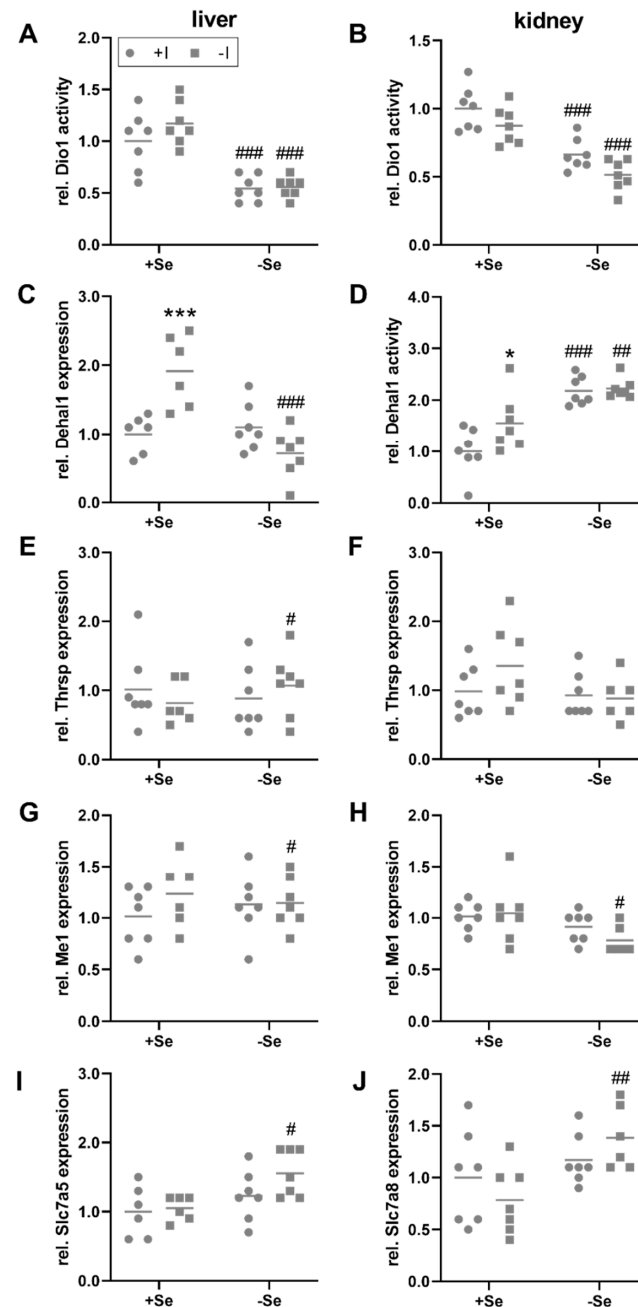 liver
kidney
A
rel. Dio1 activity
2.0
1.5
1.0
0.5
0.0
+I
-I
###
###
+Se
-Se
B
rel. Dio1 activity
1.5
1.0
0.5
0.0
###
###
+Se
-Se
C
rel. Dehal1 expression
3.0
2.0
1.0
0.0
***
###
+Se
-Se
D
rel. Dehal1 activity
4.0
3.0
2.0
1.0
0.0
*
###
##
+Se
-Se
E
rel. Thrsp expression
3.0
2.0
1.0
0.0
#
+Se
-Se
F
rel. Thrsp expression
3.0
2.0
1.0
0.0
+Se
-Se
G
rel. Me1 expression
2.0
1.5
1.0
0.5
0.0
#
+Se
-Se
H
rel. Me1 expression
2.0
1.5
1.0
0.5
0.0
#
+Se
-Se
I
rel. Slc7a5 expression
3.0
2.0
1.0
0.0
#
+Se
-Se
J
rel. Slc7a8 expression
2.0
1.5
1.0
0.5
0.0
##
+Se
-Se